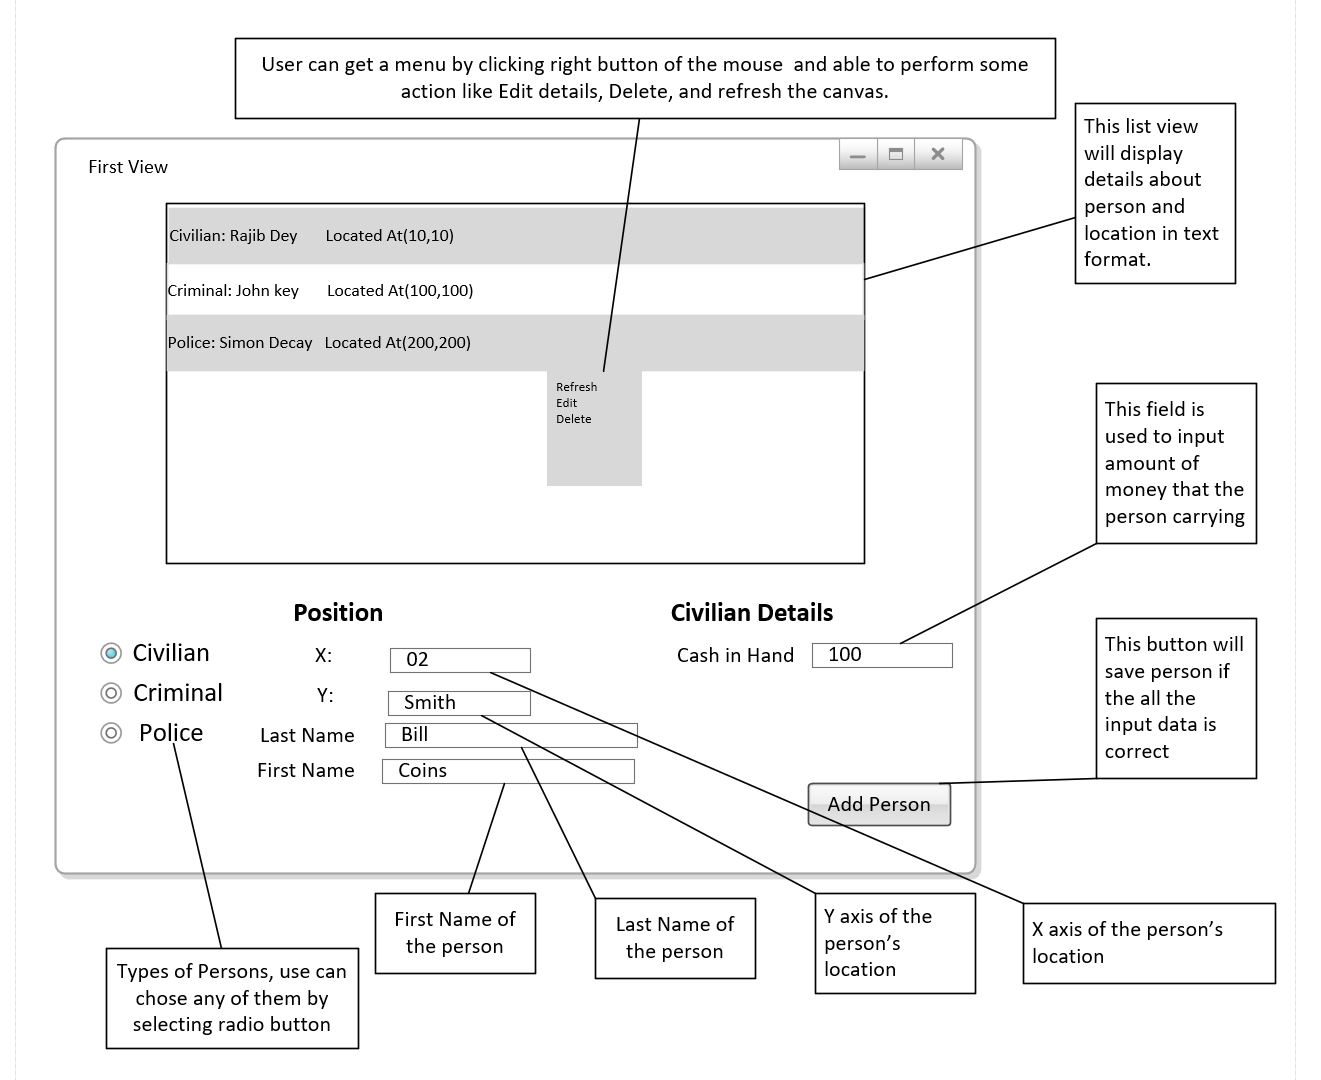 User can get a menu by clicking right button of the mouse  and able to perform some
action like Edit details, Delete, and refresh the canvas.
This list view
will display
details about
person and
location in text
format.
First View
Civilian: Rajib Dey Located At(10,10)
Criminal: John key Located At(100,100)
Police: Simon Decay Located At(200,200)
Refresh
Edit
Delete
This field is
used to input
amount of
money that the
person carrying
Position
Civilian Details
Civilian
X: 02
Cash in Hand 100
Criminal
Y: Smith
Police
Last Name Bill
First Name Coins
This button will
save person if
the all the
input data is
correct
Add Person
First Name of
the person
Last Name of
the person
Y axis of the
person’s
location
X axis of the person’s
location
Types of Persons, use can
chose any of them by
selecting radio button